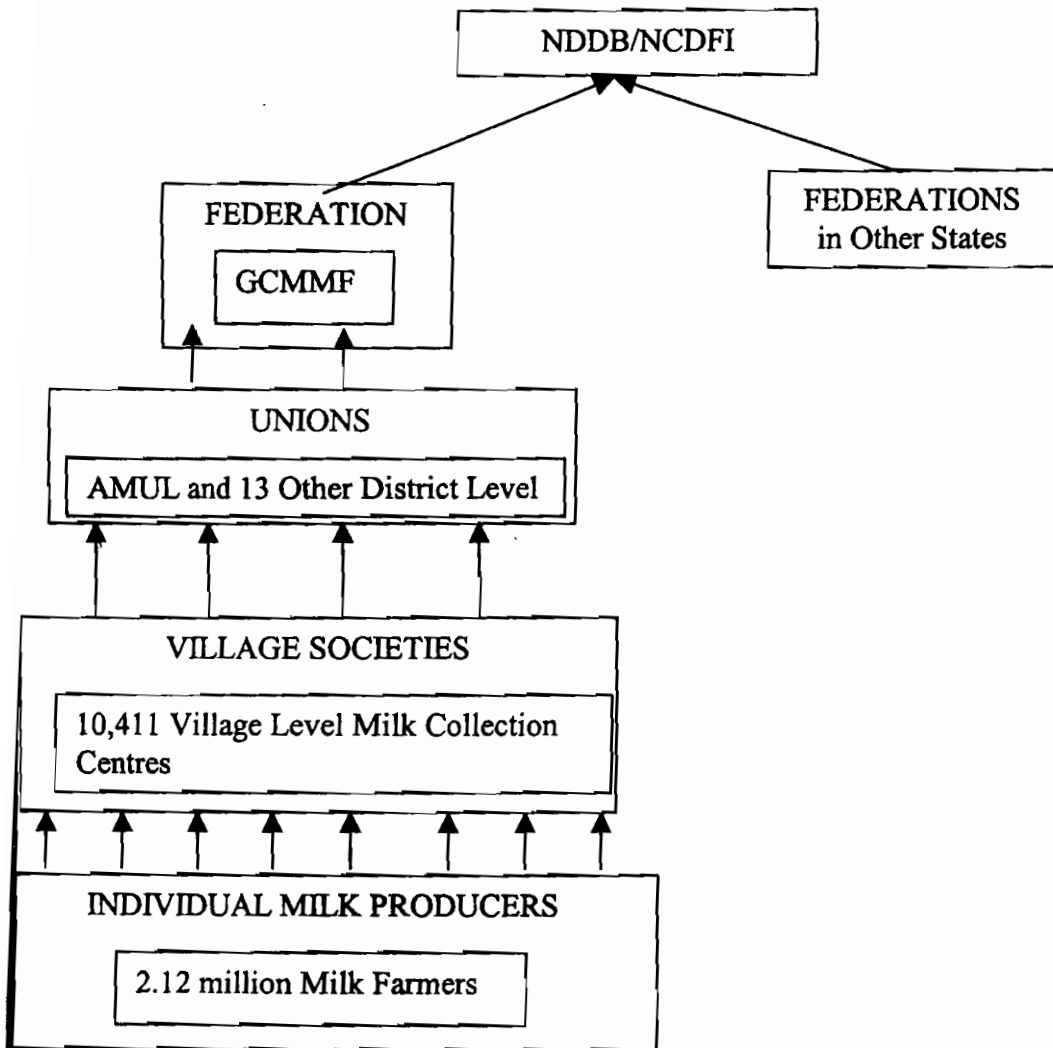 NDDB/NCDFI
FEDERATION
GCMMF
FEDERATIONS
in Other States
UNIONS
AMUL and 13 Other District Level
VILLAGE SOCIETIES
10,411 Village Level Milk Collection
Centres
INDIVIDUAL MILK PRODUCERS
2.12 million Milk Farmers